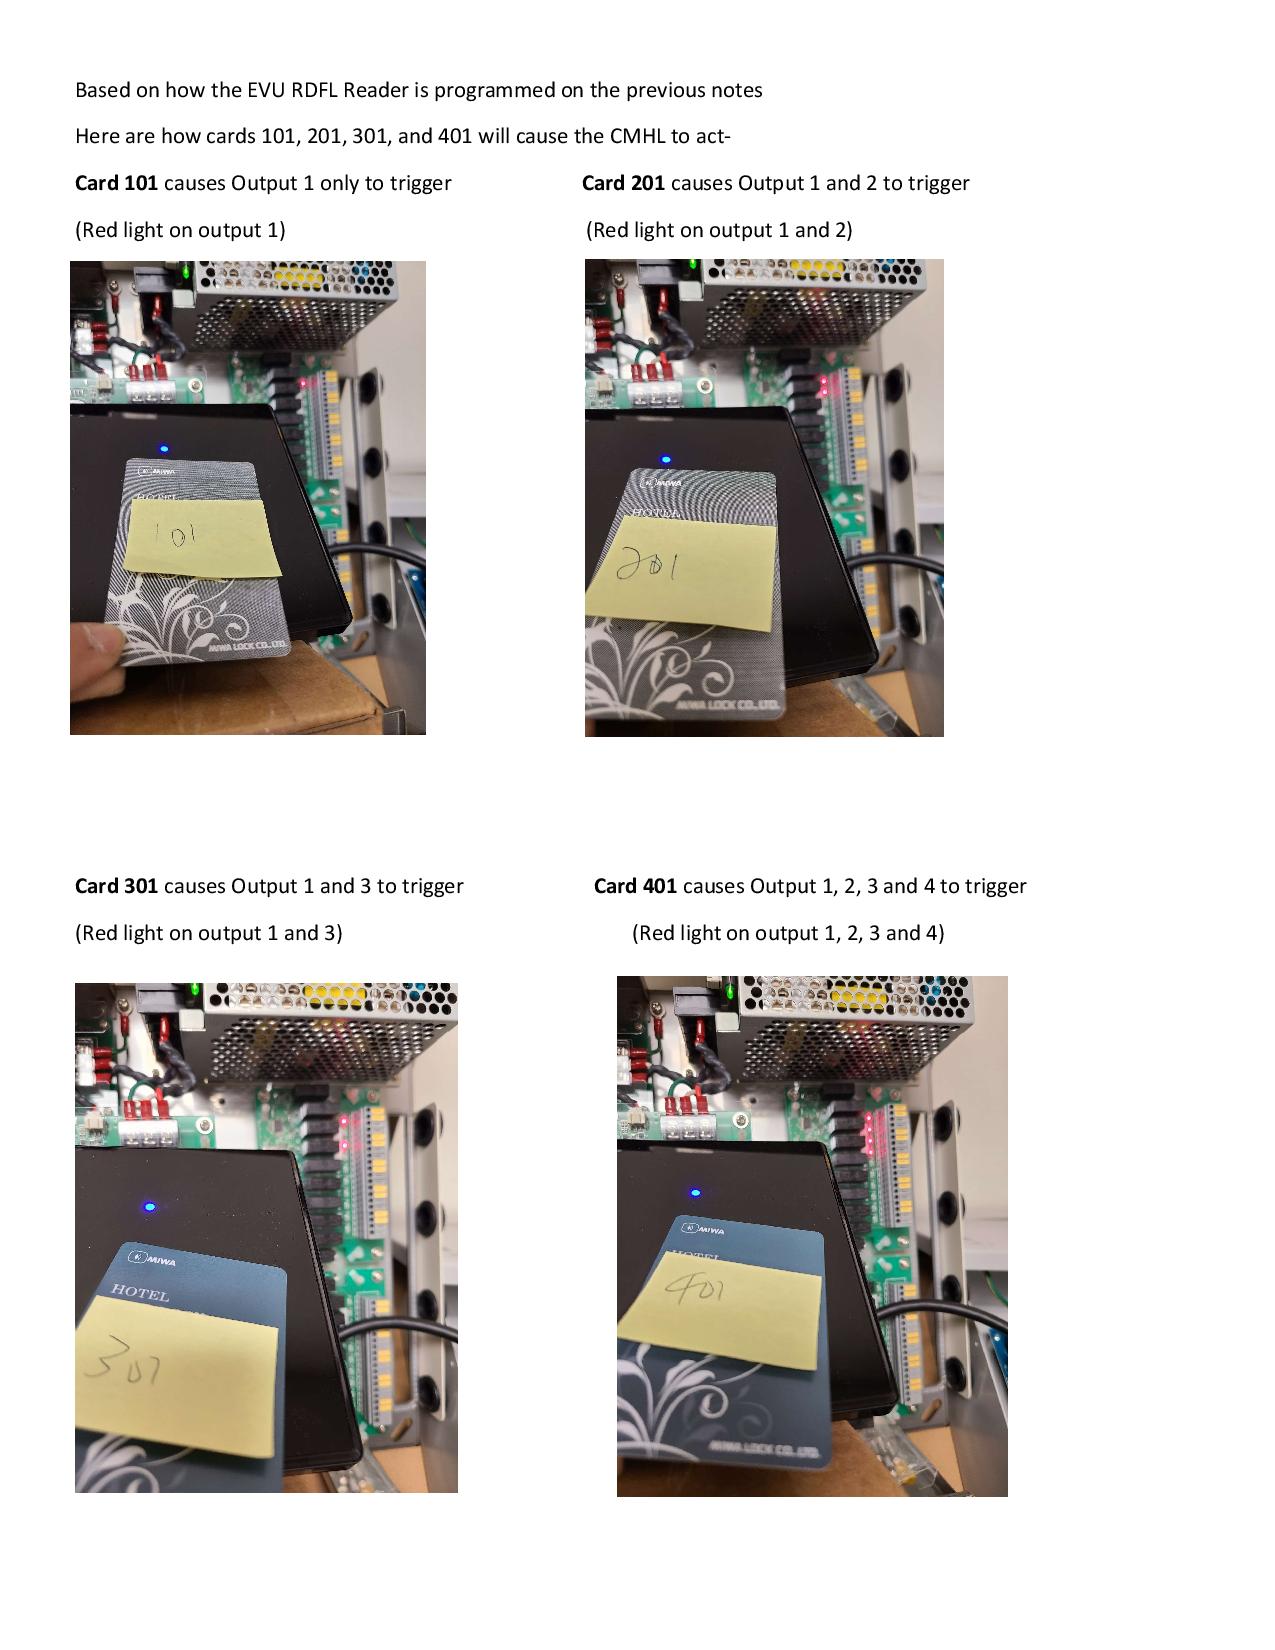 Based on how the EVU RDFL Reader is programmed on the previous notes
Here are how cards 101, 201, 301, and 401 will cause the CMHL to act-
Card 101 causes Output 1 only to trigger
(Red light on output 1)
Card 201 causes Output 1 and 2 to trigger
(Red light on output 1 and 2)
MIWA
HOTEL
101
MIWA LOCK CO., LTD.
MIWA
HOTEL
201
MIWA LOCK CO., LTD.
Card 301 causes Output 1 and 3 to trigger
(Red light on output 1 and 3)
Card 401 causes Output 1, 2, 3 and 4 to trigger
(Red light on output 1, 2, 3 and 4)
MIWA
HOTEL
301
MIWA
HOTEL
401
MIWA LOCK CO., LTD.